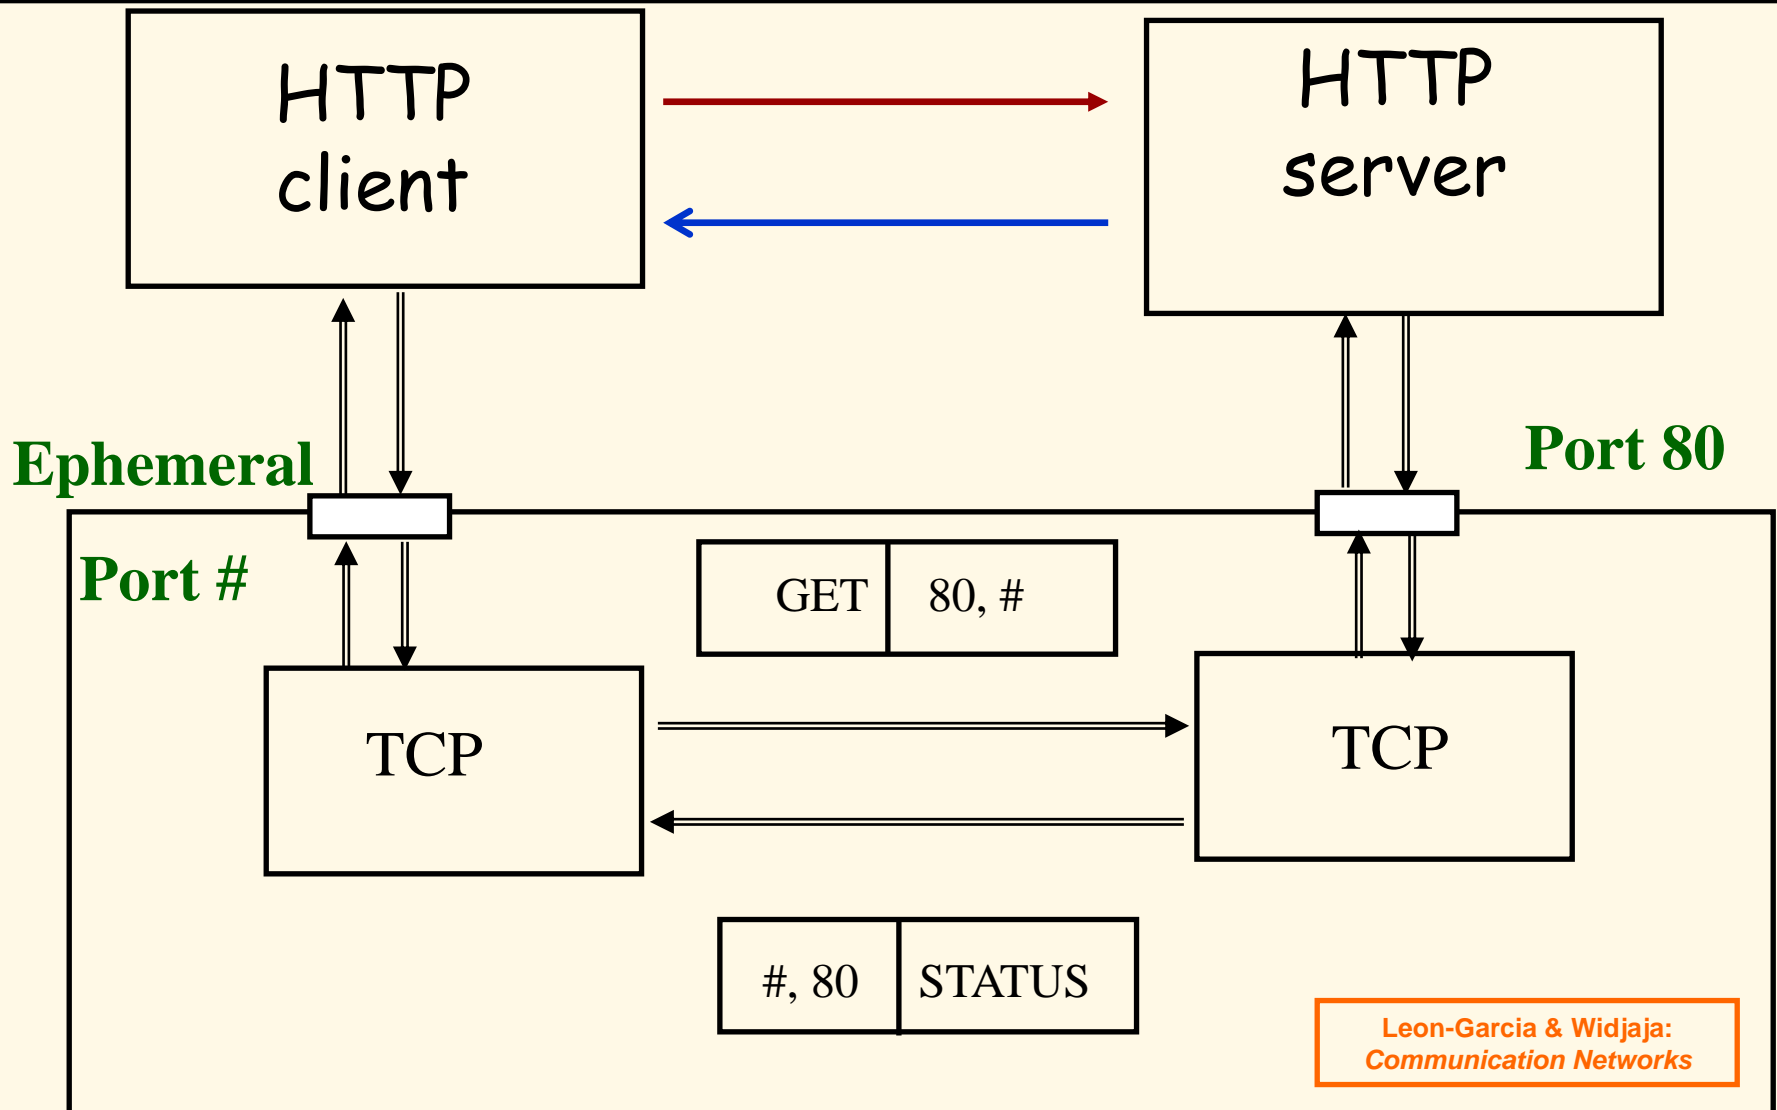 HTTP
client
HTTP
server
Ephemeral
Port #
Port 80
GET
80, #
TCP
TCP
#, 80
STATUS
Leon-Garcia & Widjaja:
Communication Networks